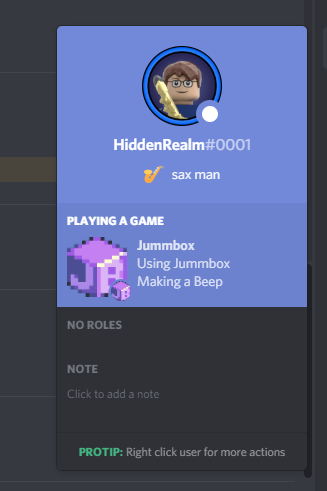 HiddenRealm#0001
🎷 sax man
PLAYING A GAME
Jummbox
Using Jummbox
Making a Beep
NO ROLES
NOTE
Click to add a note
PROTIP: Right click user for more actions